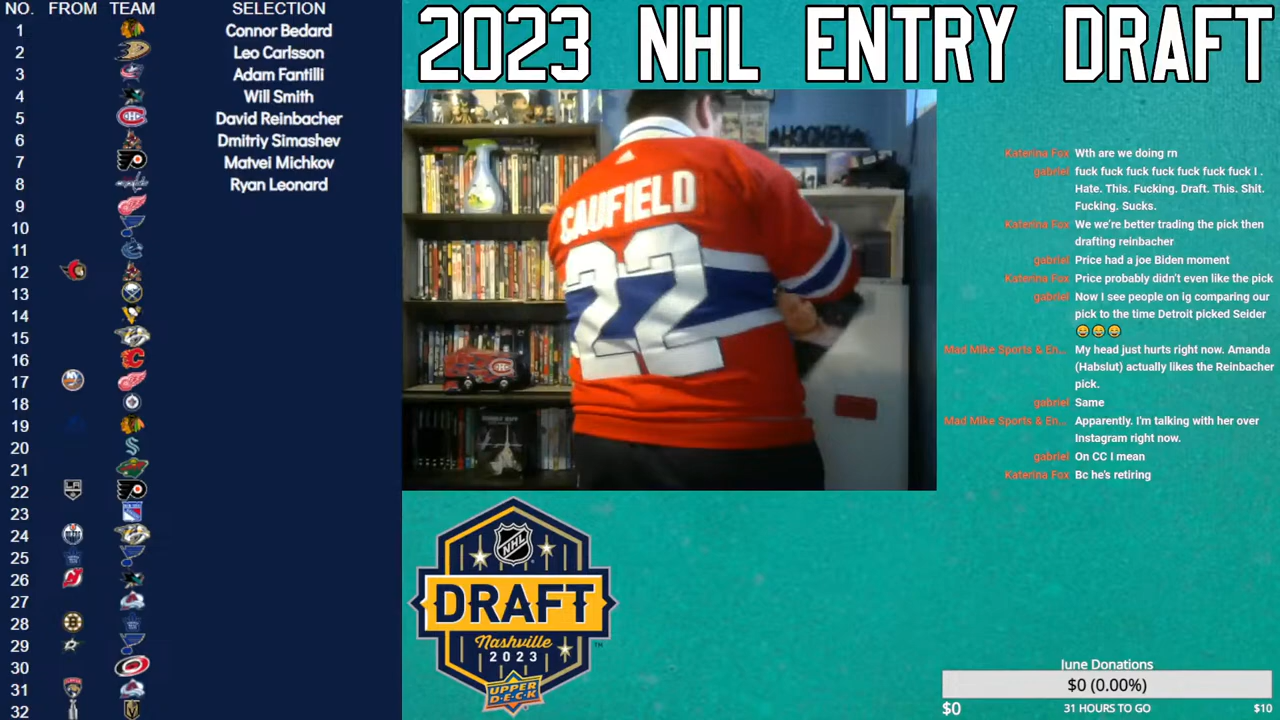 NO. FROM TEAM SELECTION
1 Connor Bedard
2 Leo Carlsson
3 Adam Fantilli
4 Will Smith
5 David Reinbacher
6 Dmitriy Simashev
7 Matvei Michkov
8 Ryan Leonard
9
10
11
12
13
14
15
16
17
18
19
20
21
22
23
24
25
26
27
28
29
30
31
32
2023 NHL ENTRY DRAFT
HOCKEY
CAUFIELD
22
Katerina Fox Wth are we doing rn
gabriel fuck fuck fuck fuck fuck fuck fuck I .
Hate. This. Fucking. Draft. This. Shit.
Fucking. Sucks.
Katerina Fox We we're better trading the pick then
drafting reinbacher
gabriel Price had a joe Biden moment
Katerina Fox Price probably didn't even like the pick
gabriel Now I see people on ig comparing our
pick to the time Detroit picked Seider
😂😂😂
Mad Mike Sports & En... My head just hurts right now. Amanda
(Habslut) actually likes the Reinbacher
pick.
gabriel Same
Mad Mike Sports & En... Apparently. I'm talking with her over
Instagram right now.
gabriel On CC I mean
Katerina Fox Bc he's retiring
NHL
DRAFT
Nashville
2023
UPPER
DECK
June Donations
$0 (0.00%)
$0 31 HOURS TO GO $10